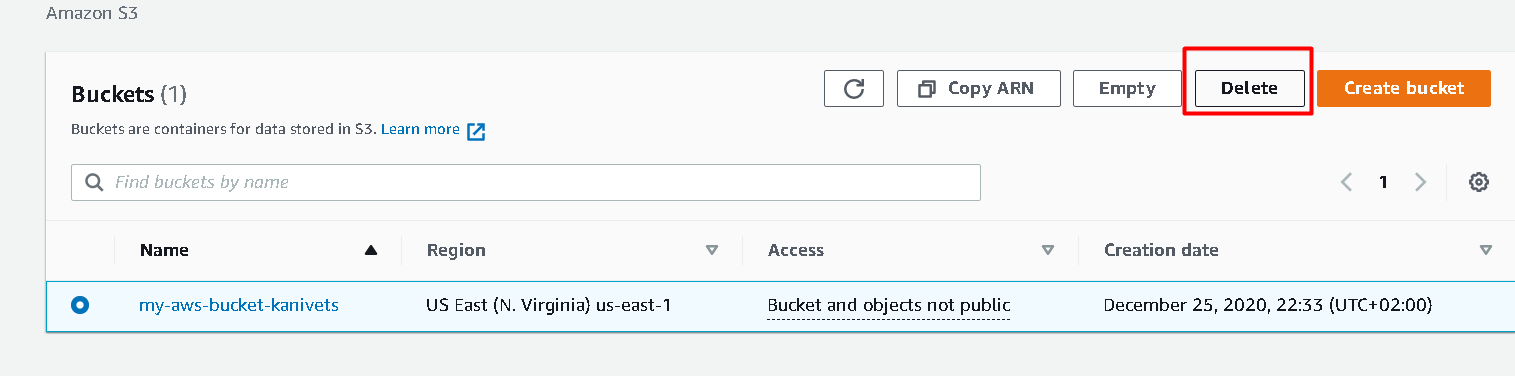 Amazon S3
Buckets (1)
Copy ARN
Empty
Delete
Create bucket
Buckets are containers for data stored in S3. Learn more
Find buckets by name
1
Name Region Access Creation date
my-aws-bucket-kanivets US East (N. Virginia) us-east-1 Bucket and objects not public December 25, 2020, 22:33 (UTC+02:00)